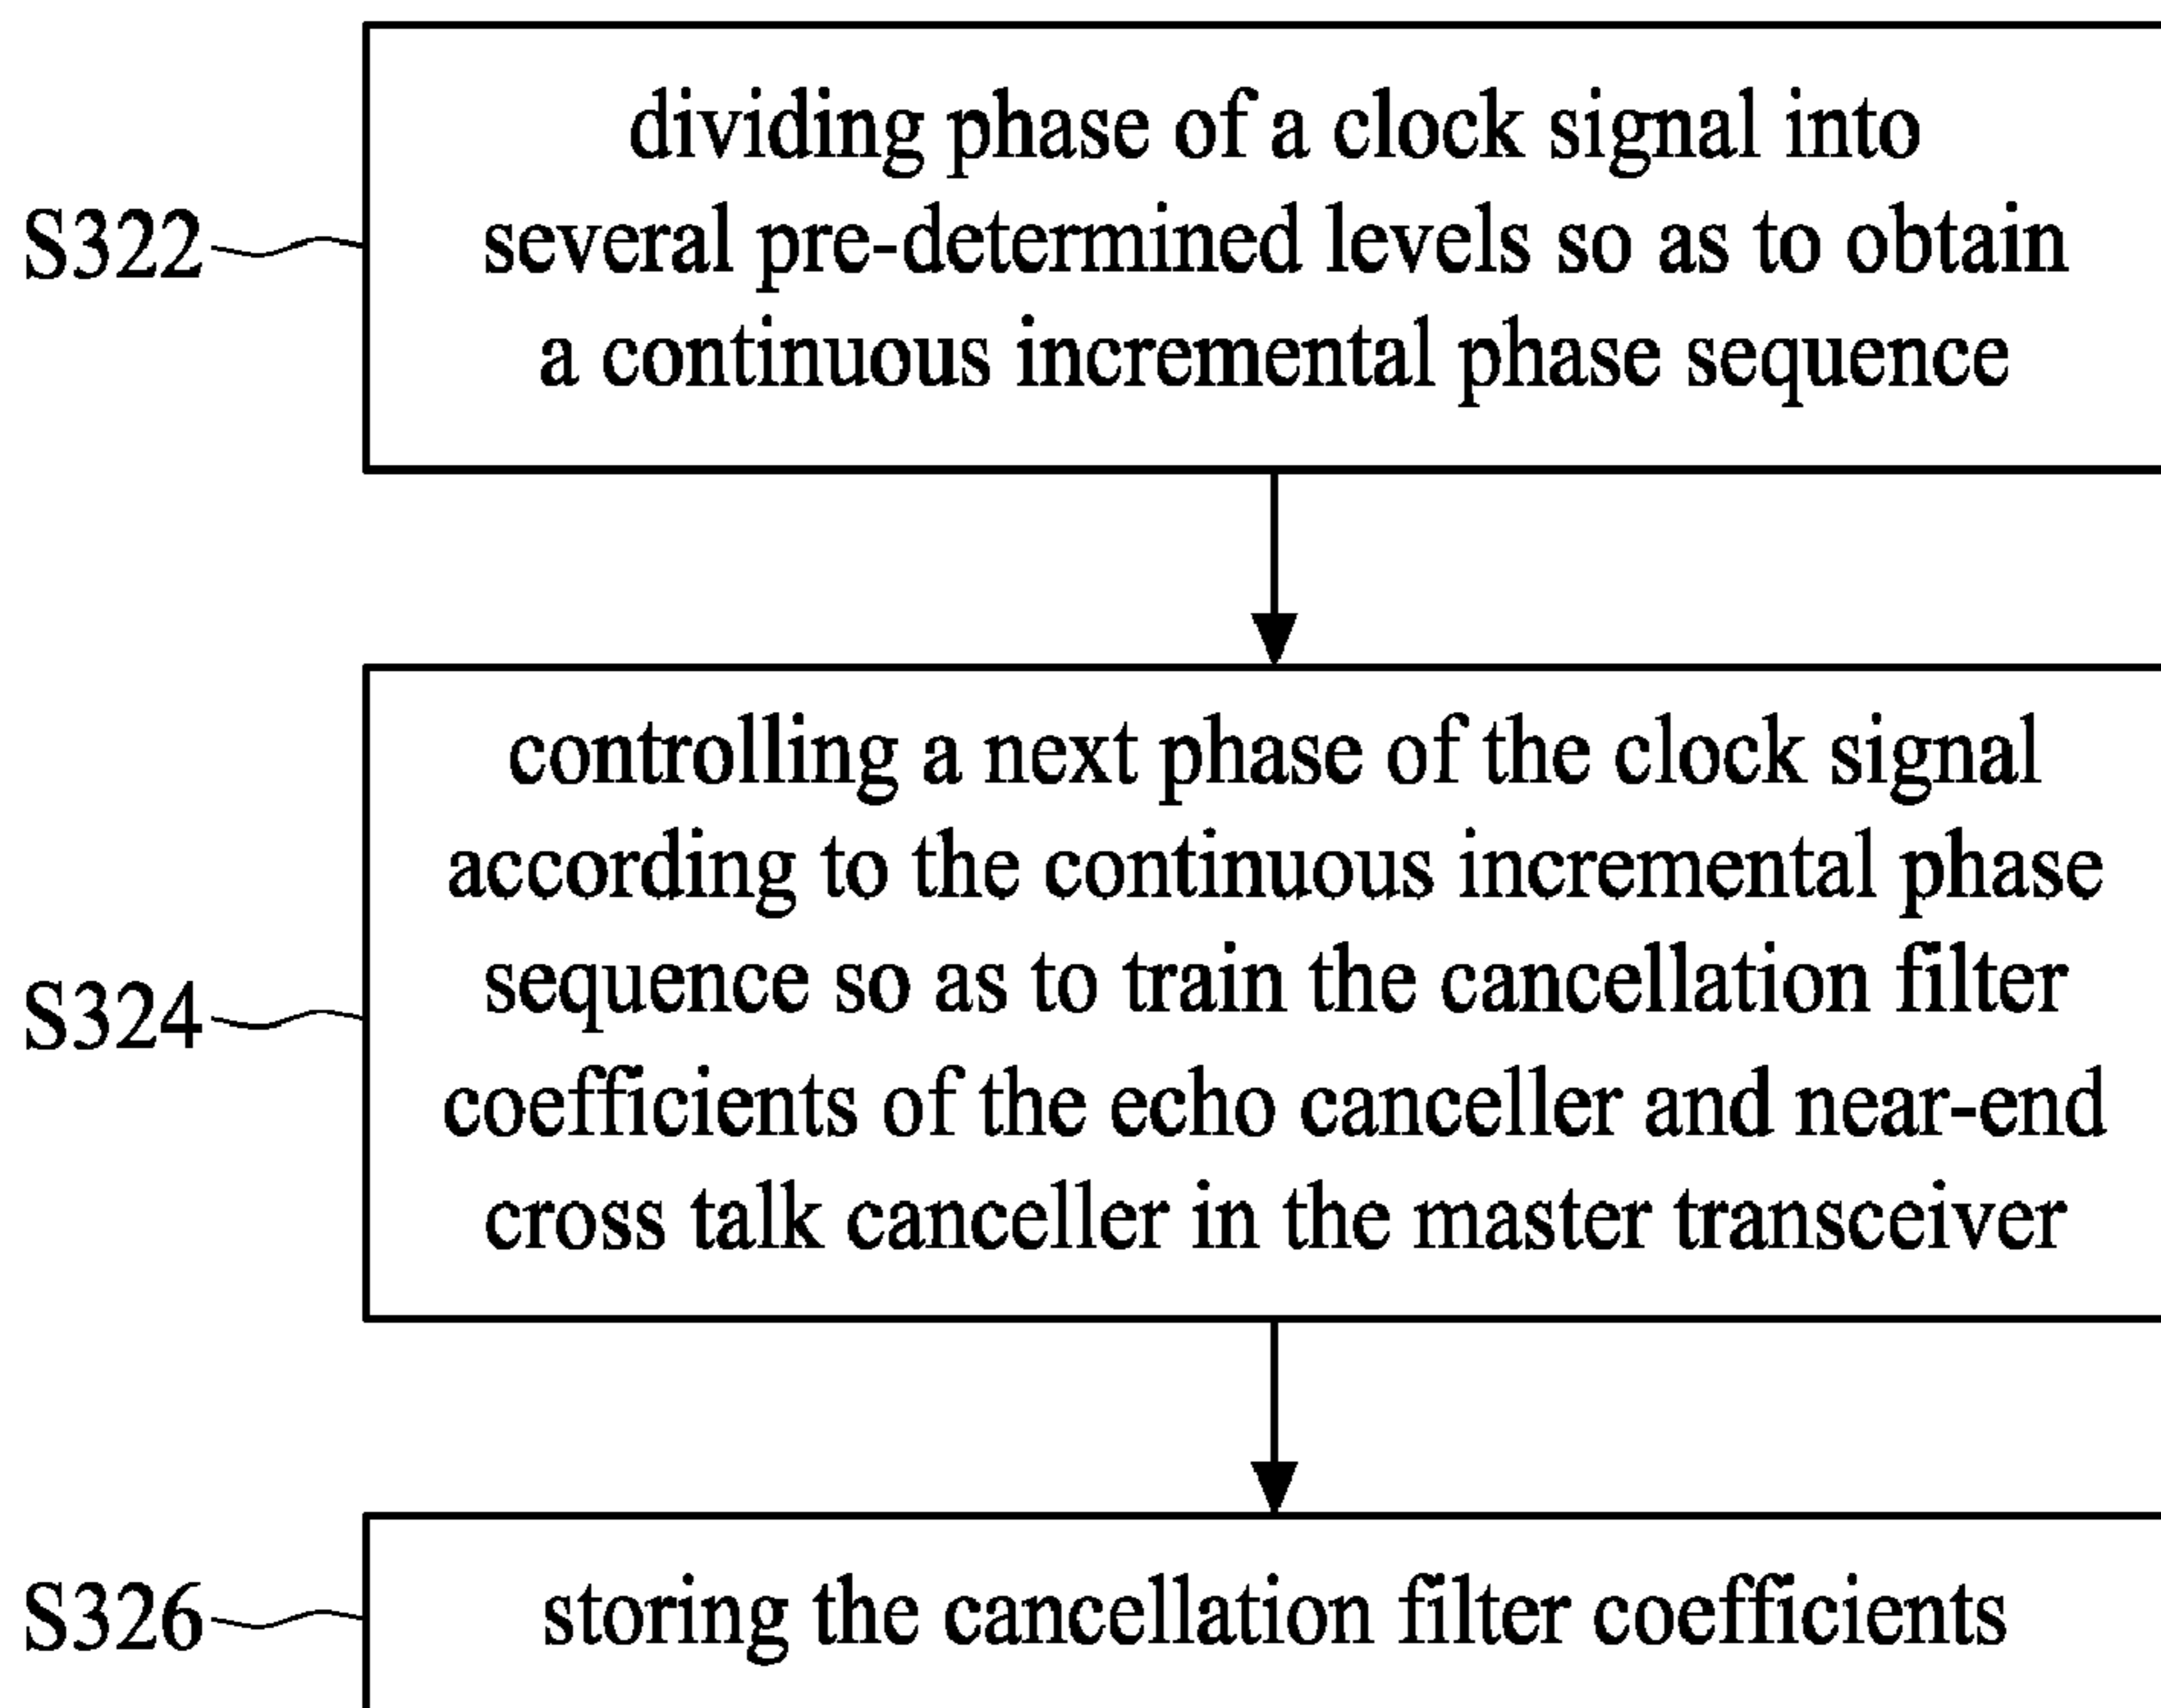 dividing phase of a clock signal into
S322
several pre-determined levels so as to obtain
a continuous incremental phase sequence
controlling a next phase of the clock signal
according to the continuous incremental phase
S324
sequence so as to train the cancellation filter
coefficients of the echo canceller and near-end
cross talk canceller in the master transceiver
S326
storing the cancellation filter coefficients